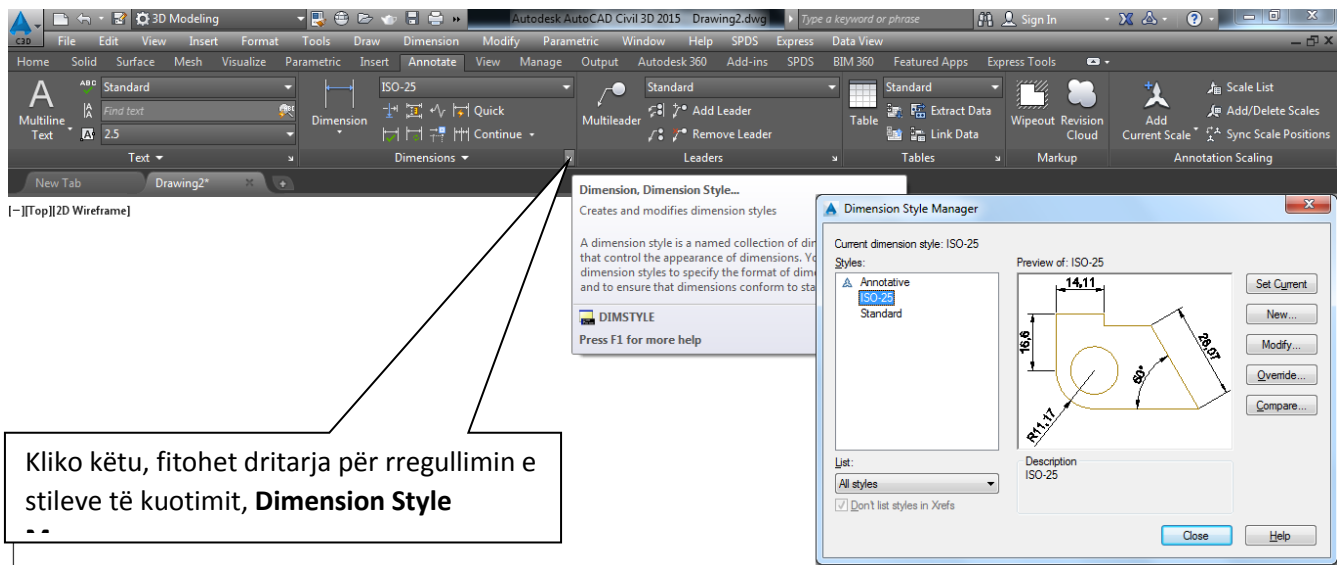 3D Modeling Autodesk AutoCAD Civil 3D 2015 Drawing2.dwg Type a keyword or phrase Sign In
C3D File Edit View Insert Format Tools Draw Dimension Modify Parametric Window Help SPDS Express Data View
Home Solid Surface Mesh Visualize Parametric Insert Annotate View Manage Output Autodesk 360 Add-ins SPDS BIM 360 Featured Apps Express Tools
Multiline Text
Standard
Find text
2.5
Text
Dimension
ISO-25
Quick
Continue
Dimensions
Multileader
Standard
Add Leader
Remove Leader
Leaders
Table
Standard
Extract Data
Link Data
Tables
Wipeout
Revision Cloud
Markup
Add Current Scale
Scale List
Add/Delete Scales
Sync Scale Positions
Annotation Scaling
New Tab Drawing2*
[−][Top][2D Wireframe]
Dimension, Dimension Style...
Creates and modifies dimension styles
A dimension style is a named collection of
that control the appearance of dimensions.
dimension styles to specify the format of
and to ensure that dimensions conform to
DIMSTYLE
Press F1 for more help
Dimension Style Manager
Current dimension style: ISO-25
Styles:
Annotative
ISO-25
Standard
Preview of: ISO-25
14,11
16,6
28,07
60°
R11,17
Set Current
New...
Modify...
Override...
Compare...
List:
All styles
Don't list styles in Xrefs
Description
ISO-25
Close Help
Kliko këtu, fitohet dritarja për rregullimin e
stileve të kuotimit, Dimension Style